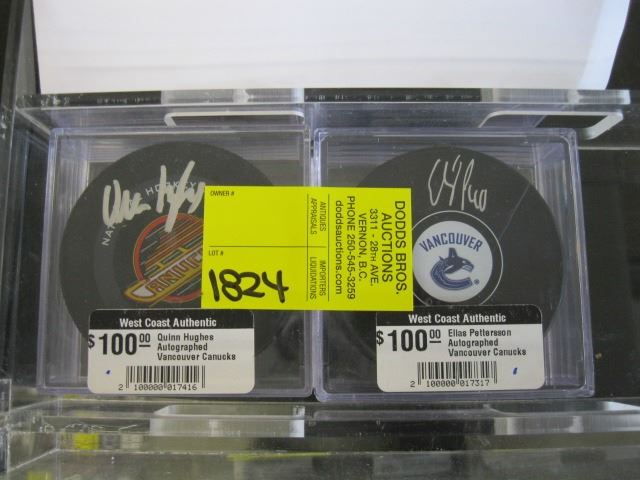 OWNER #
LOT #
1824
ANTIQUES
APPRAISALS
IMPORTERS
LIQUIDATIONS
DODDS BROS.
AUCTIONS
3311 - 28TH AVE.
VERNON, B.C.
PHONE 250-545-3259
doddsauctions.com
HOCKEY
CANUCKS
VANCOUVER
West Coast Authentic
$100.00
Quinn Hughes
Autographed
Vancouver Canucks
2 100000 017416
West Coast Authentic
$100.00
Elias Pettersson
Autographed
Vancouver Canucks
2 100000 017317